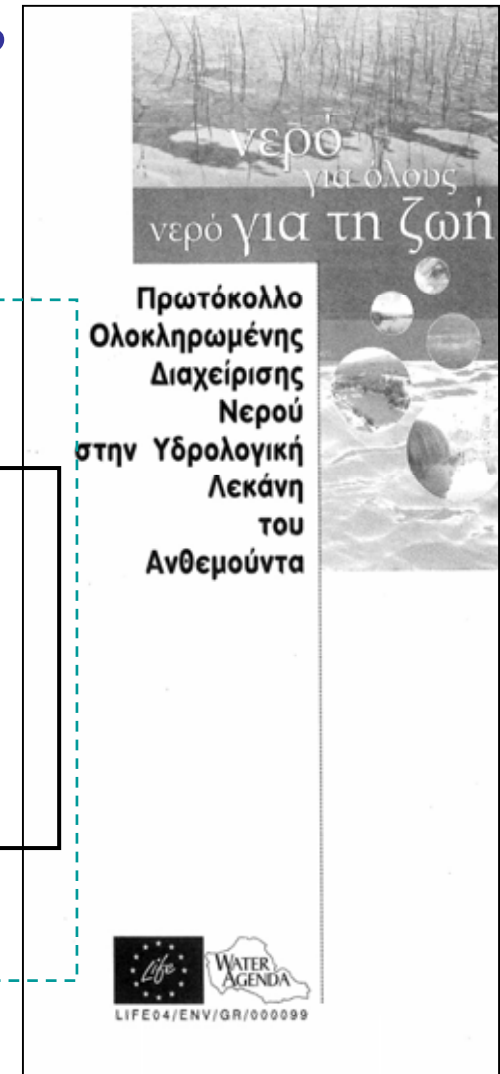 νερό
για όλους
νερό για τη ζωή
Πρωτόκολλο
Ολοκληρωμένης
Διαχείρισης
Νερού
στην Υδρολογική
Λεκάνη
του
Ανθεμούντα
Life
WATER
AGENDA
LIFE04/ENV/GR/000099